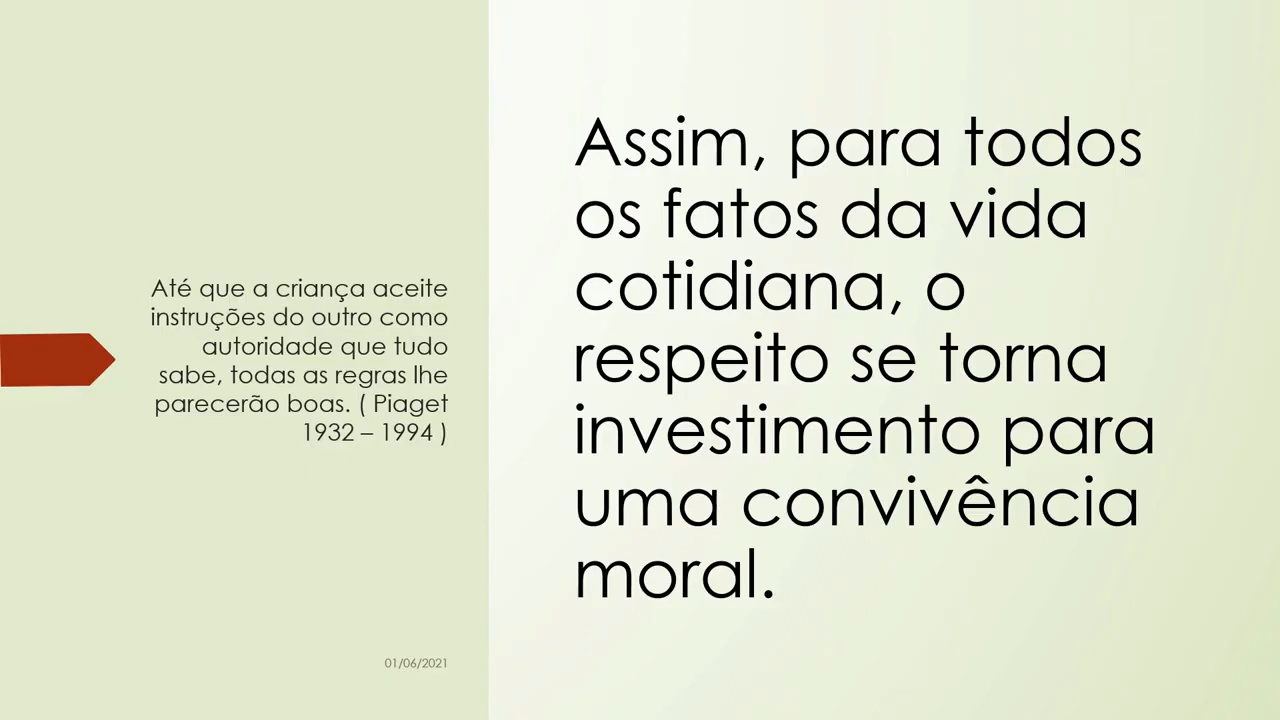 Até que a criança aceite
instruções do outro como
autoridade que tudo
sabe, todas as regras lhe
parecerão boas. ( Piaget
1932 – 1994 )
01/06/2021
Assim, para todos
os fatos da vida
cotidiana, o
respeito se torna
investimento para
uma convivência
moral.